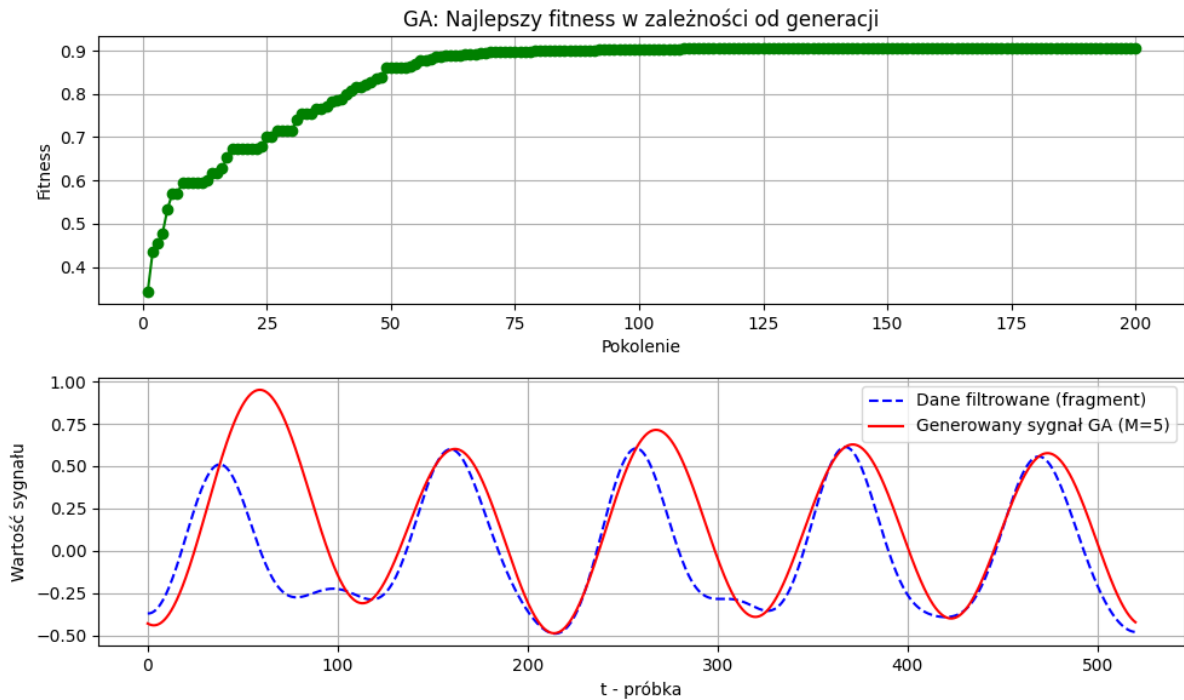 GA: Najlepszy fitness w zależności od generacji
0.9
0.8
0.7
0.6
0.5
0.4
Fitness
0 25 50 75 100 125 150 175 200
Pokolenie
1.00
0.75
0.50
0.25
0.00
−0.25
−0.50
Wartość sygnału
Dane filtrowane (fragment)
Generowany sygnał GA (M=5)
0 100 200 300 400 500
t - próbka